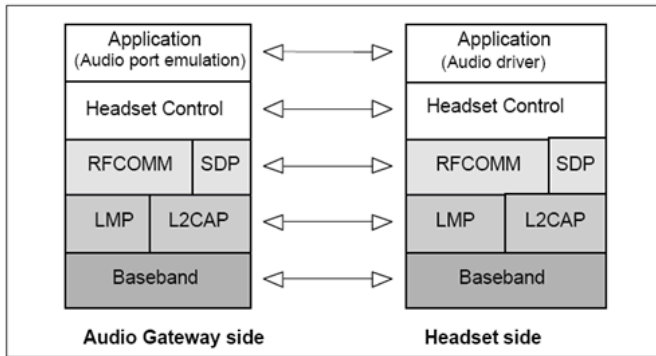 Application
(Audio port emulation)
Headset Control
RFCOMM SDP
LMP L2CAP
Baseband
Audio Gateway side
Application
(Audio driver)
Headset Control
RFCOMM SDP
LMP L2CAP
Baseband
Headset side